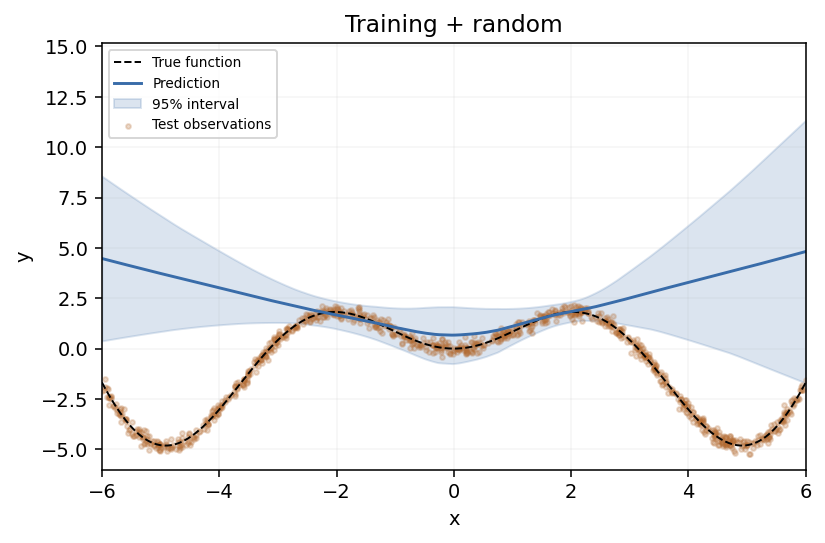 Training + random
True function
Prediction
95% interval
Test observations
15.0
12.5
10.0
7.5
5.0
2.5
0.0
−2.5
−5.0
y
−6
−4
−2
0
2
4
6
x